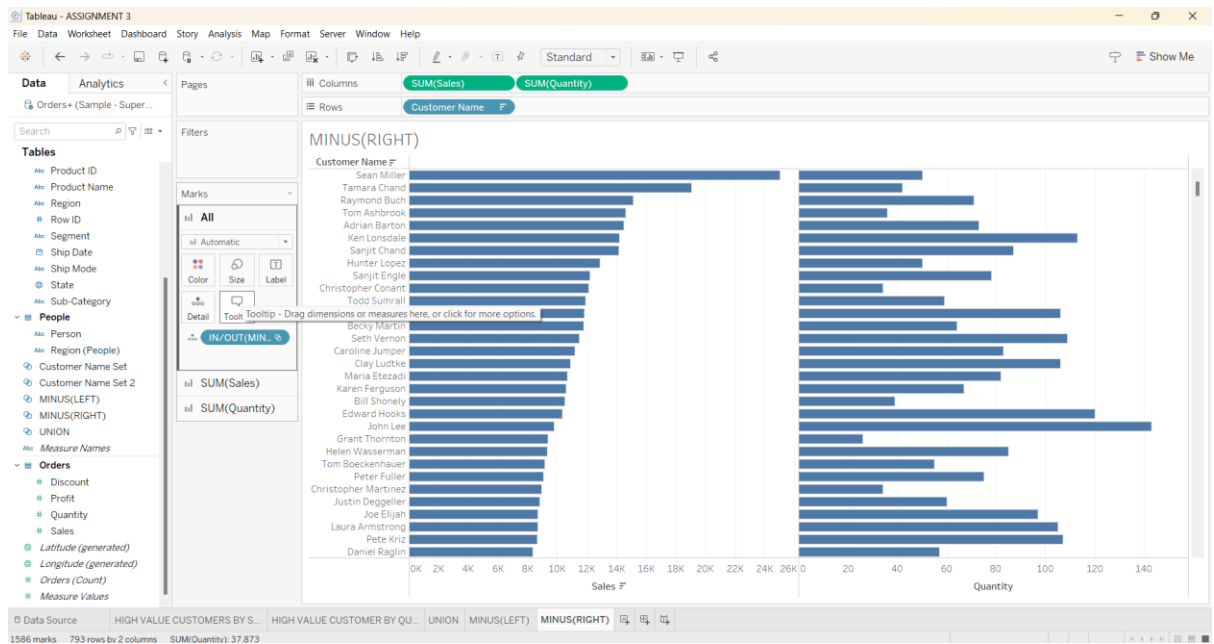 Tableau - ASSIGNMENT 3
File Data Worksheet Dashboard Story Analysis Map Format Server Window Help
Standard
Show Me
Data
Analytics
Orders+ (Sample - Super...
Search
Tables
Abc Product ID
Abc Product Name
Abc Region
# Row ID
Abc Segment
Ship Date
Abc Ship Mode
State
Abc Sub-Category
People
Abc Person
Abc Region (People)
Customer Name Set
Customer Name Set 2
MINUS(LEFT)
MINUS(RIGHT)
UNION
Abc Measure Names
Orders
# Discount
# Profit
# Quantity
# Sales
Latitude (generated)
Longitude (generated)
# Orders (Count)
# Measure Values
Pages
Filters
Marks
All
Automatic
Color Size Label
Detail Toolt
Tooltip - Drag dimensions or measures here, or click for more options.
IN/OUT(MIN..
SUM(Sales)
SUM(Quantity)
Columns SUM(Sales) SUM(Quantity)
Rows Customer Name
MINUS(RIGHT)
Customer Name
Sean Miller
Tamara Chand
Raymond Buch
Tom Ashbrook
Adrian Barton
Ken Lonsdale
Sanjit Chand
Hunter Lopez
Sanjit Engle
Christopher Conant
Todd Sumrall
Becky Martin
Seth Vernon
Caroline Jumper
Clay Ludtke
Maria Etezadi
Karen Ferguson
Bill Shonely
Edward Hooks
John Lee
Grant Thornton
Helen Wasserman
Tom Boeckenhauer
Peter Fuller
Christopher Martinez
Justin Deggeller
Joe Elijah
Laura Armstrong
Pete Kriz
Daniel Raglin
0K 2K 4K 6K 8K 10K 12K 14K 16K 18K 20K 22K 24K 26K 0 20 40 60 80 100 120 140
Sales Quantity
Data Source HIGH VALUE CUSTOMERS BY S... HIGH VALUE CUSTOMER BY QU... UNION MINUS(LEFT) MINUS(RIGHT)
1586 marks 793 rows by 2 columns SUM(Quantity): 37,873